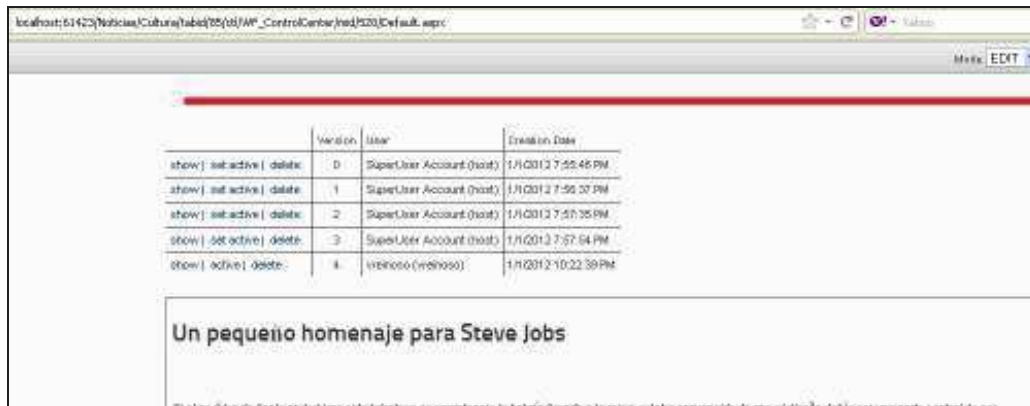 localhost:61423/Noticias/Cultura/tabid/85/ctl/WF_ControlCenter/nid/520/Default.aspx
Mode: EDIT
Version User Creation Date
show | set active | delete 0 SuperUser Account (host) 1/1/2012 7:55:46 PM
show | set active | delete 1 SuperUser Account (host) 1/1/2012 7:56:37 PM
show | set active | delete 2 SuperUser Account (host) 1/1/2012 7:57:35 PM
show | set active | delete 3 SuperUser Account (host) 1/1/2012 7:57:54 PM
show | active | delete 4 1/1/2012 10:22:39 PM
Un pequeño homenaje para Steve Jobs